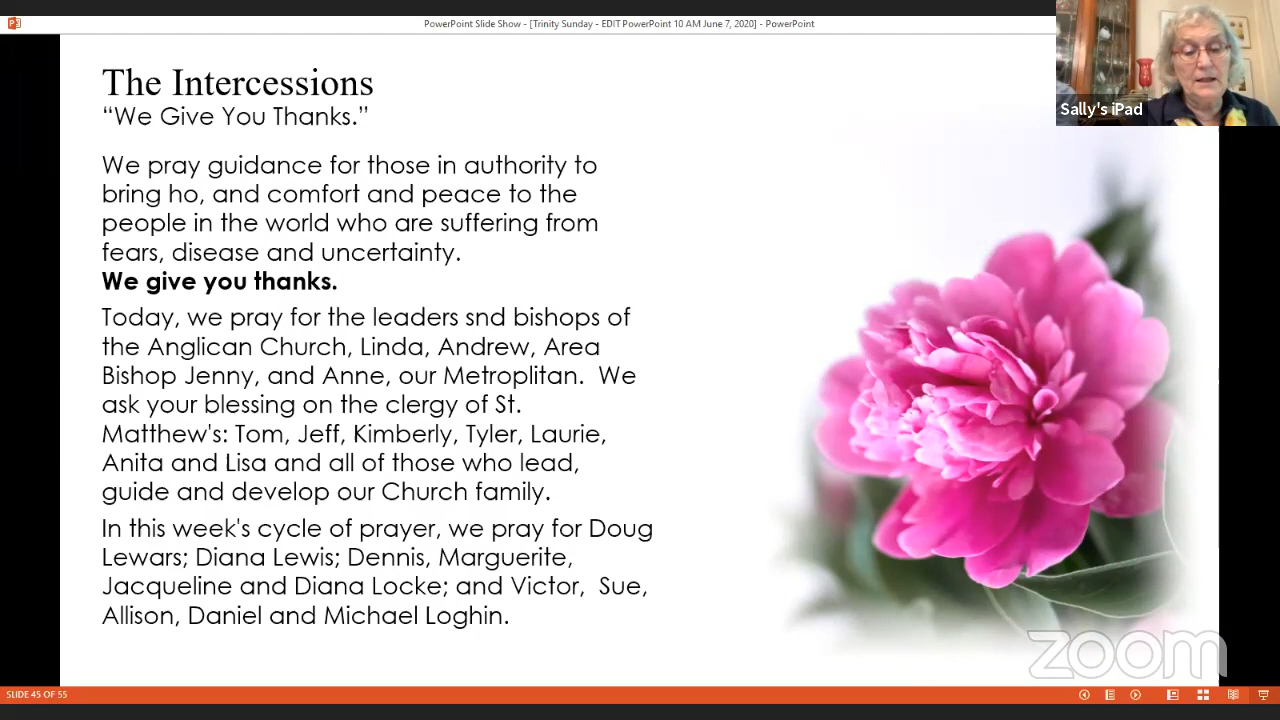 PowerPoint Slide Show - [Trinity Sunday - EDIT PowerPoint 10 AM June 7, 2020] - PowerPoint
Sally's iPad
The Intercessions
“We Give You Thanks.”
We pray guidance for those in authority to
bring ho, and comfort and peace to the
people in the world who are suffering from
fears, disease and uncertainty.
We give you thanks.
Today, we pray for the leaders snd bishops of
the Anglican Church, Linda, Andrew, Area
Bishop Jenny, and Anne, our Metroplitan.  We
ask your blessing on the clergy of St.
Matthew's: Tom, Jeff, Kimberly, Tyler, Laurie,
Anita and Lisa and all of those who lead,
guide and develop our Church family.
In this week's cycle of prayer, we pray for Doug
Lewars; Diana Lewis; Dennis, Marguerite,
Jacqueline and Diana Locke; and Victor,  Sue,
Allison, Daniel and Michael Loghin.
zoom
SLIDE 45 OF 55